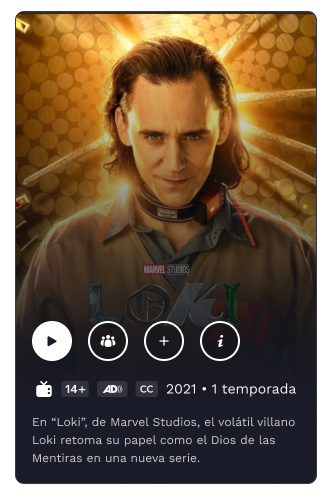 MARVEL STUDIOS
LOKI
14+ AD CC 2021 • 1 temporada
En “Loki”, de Marvel Studios, el volátil villano
Loki retoma su papel como el Dios de las
Mentiras en una nueva serie.